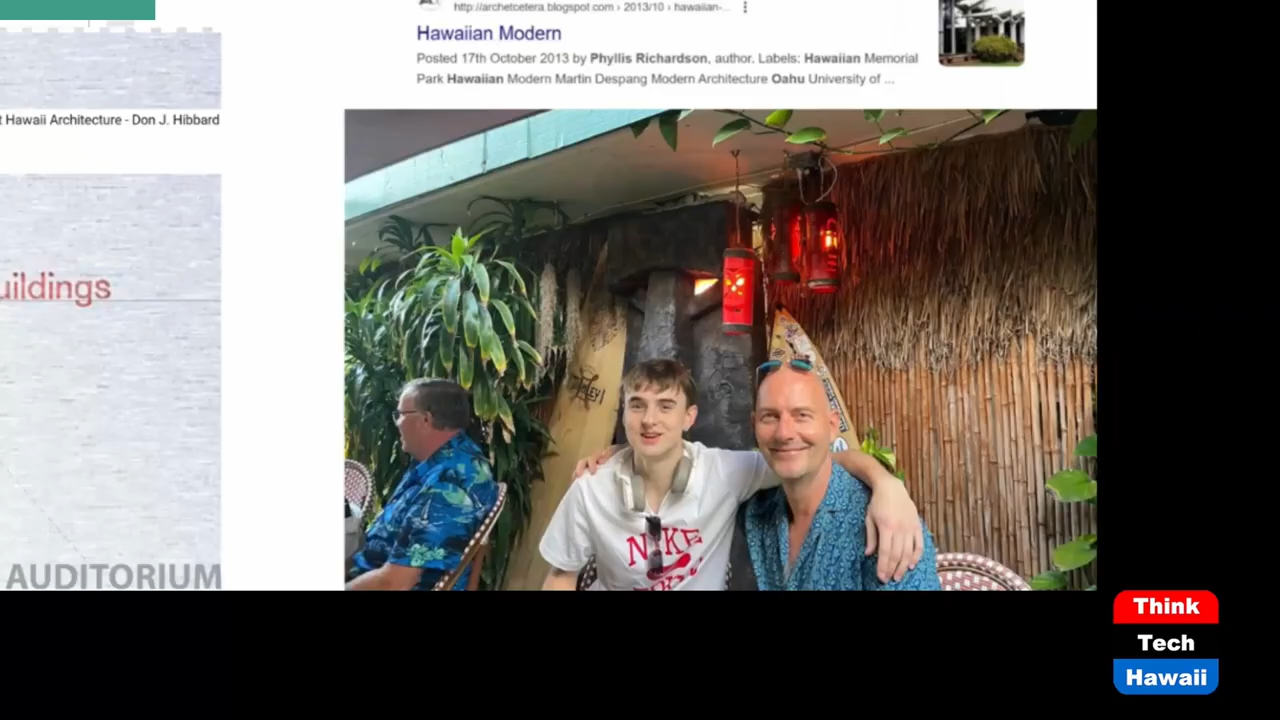 http://archetcetera.blogspot.com › 2013/10 › hawaiian-...
Hawaiian Modern
Posted 17th October 2013 by Phyllis Richardson, author. Labels: Hawaiian Memorial
Park Hawaiian Modern Martin Despang Modern Architecture Oahu University of ...
t Hawaii Architecture - Don J. Hibbard
uildings
AUDITORIUM
NIKE
Think
Tech
Hawaii